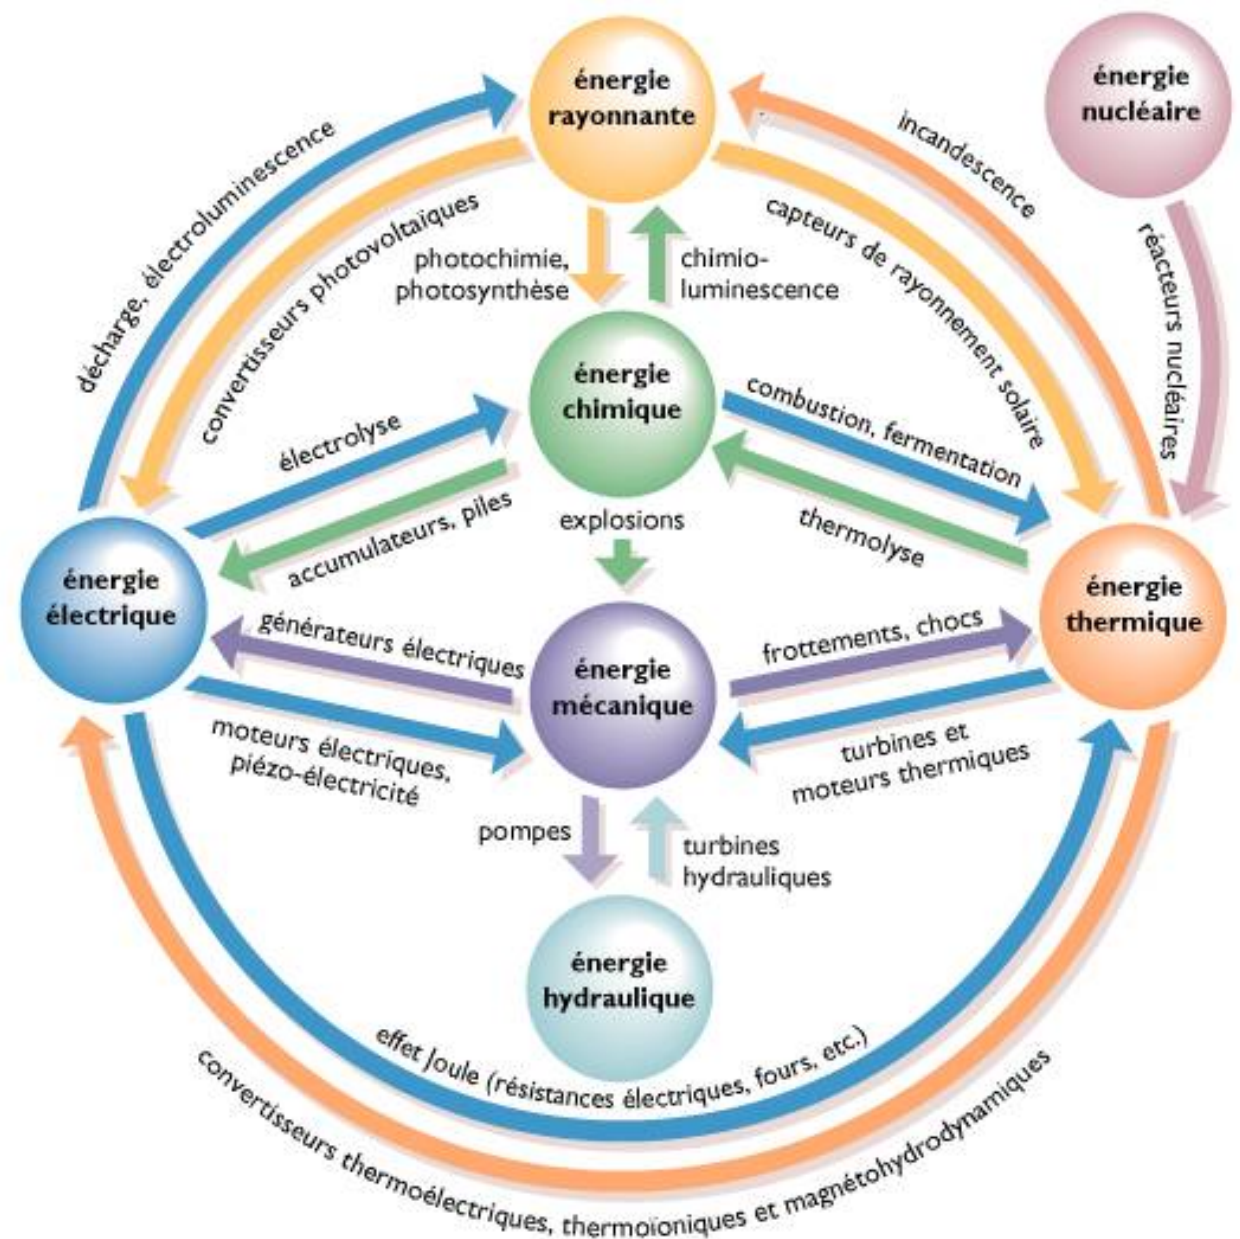 énergie
rayonnante
énergie
nucléaire
incandescence
décharge, électroluminescence
convertisseurs photovoltaïques
capteurs de rayonnement solaire
réacteurs nucléaires
photochimie,
photosynthèse
chimio-
luminescence
énergie
chimique
électrolyse
combustion, fermentation
accumulateurs, piles
explosions
thermolyse
énergie
électrique
énergie
thermique
générateurs électriques
énergie
mécanique
frottements, chocs
moteurs électriques,
piézo-électricité
turbines et
moteurs thermiques
pompes
turbines
hydrauliques
énergie
hydraulique
effet Joule (résistances électriques, fours, etc.)
convertisseurs thermoélectriques, thermoïoniques et magnétohydrodynamiques